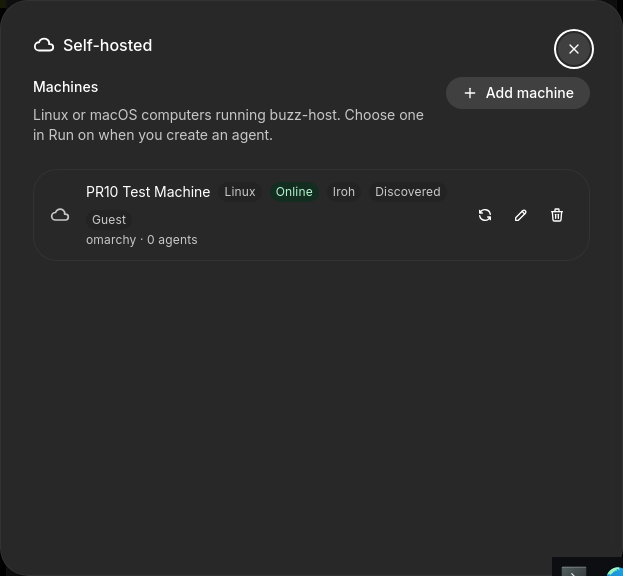 Self-hosted
Machines
Add machine
Linux or macOS computers running buzz-host. Choose one
in Run on when you create an agent.
PR10 Test Machine Linux Online Iroh Discovered
Guest
omarchy · 0 agents